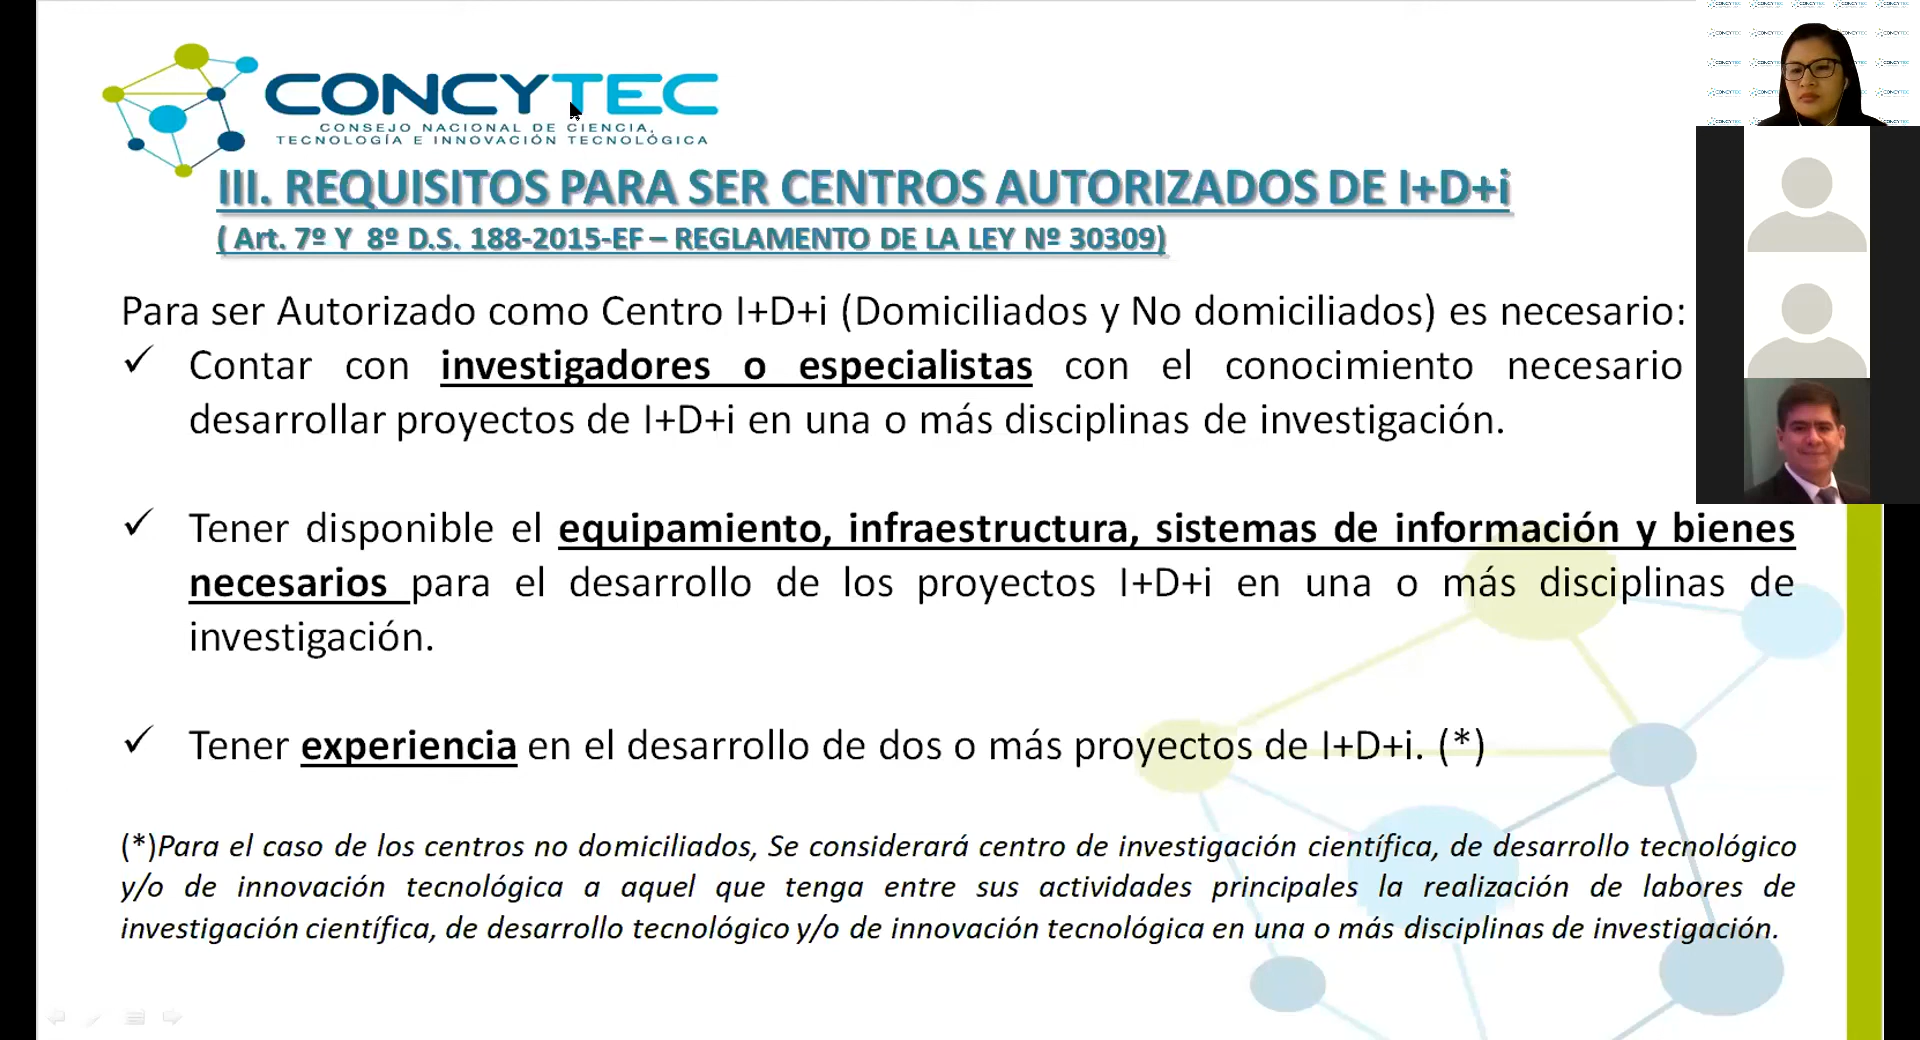 CONCYTEC
CONSEJO NACIONAL DE CIENCIA,
TECNOLOGÍA E INNOVACIÓN TECNOLÓGICA
III. REQUISITOS PARA SER CENTROS AUTORIZADOS DE I+D+i
( Art. 7º Y 8º D.S. 188-2015-EF – REGLAMENTO DE LA LEY Nº 30309)
Para ser Autorizado como Centro I+D+i (Domiciliados y No domiciliados) es necesario:
✓ Contar con investigadores o especialistas con el conocimiento necesario
desarrollar proyectos de I+D+i en una o más disciplinas de investigación.
✓ Tener disponible el equipamiento, infraestructura, sistemas de información y bienes
necesarios para el desarrollo de los proyectos I+D+i en una o más disciplinas de
investigación.
✓ Tener experiencia en el desarrollo de dos o más proyectos de I+D+i. (*)
(*)Para el caso de los centros no domiciliados, Se considerará centro de investigación científica, de desarrollo tecnológico
y/o de innovación tecnológica a aquel que tenga entre sus actividades principales la realización de labores de
investigación científica, de desarrollo tecnológico y/o de innovación tecnológica en una o más disciplinas de investigación.